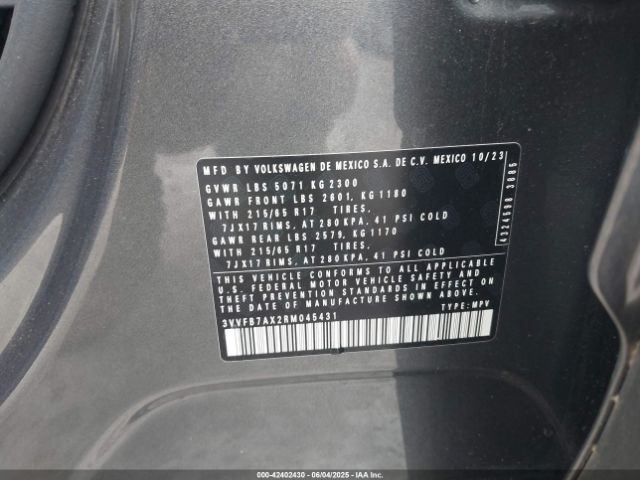 MFD BY VOLKSWAGEN DE MEXICO S.A. DE C.V. MEXICO 10/23
GVWR LBS 5071 KG 2300
GAWR FRONT LBS 2601, KG 1180
WITH 215/65 R17 TIRES,
7JX17 RIMS, AT 280 KPA, 41 PSI COLD
GAWR REAR LBS 2579, KG 1170
WITH 215/65 R17 TIRES,
7JX17 RIMS, AT 280 KPA, 41 PSI COLD
THIS VEHICLE CONFORMS TO ALL APPLICABLE
U.S. FEDERAL MOTOR VEHICLE SAFETY AND
THEFT PREVENTION STANDARDS IN EFFECT ON
THE DATE OF MANUFACTURE SHOWN ABOVE.
3VVFB7AX2RM045431 TYPE: MPV
000-42402430 - 06/04/2025 - IAAI.com